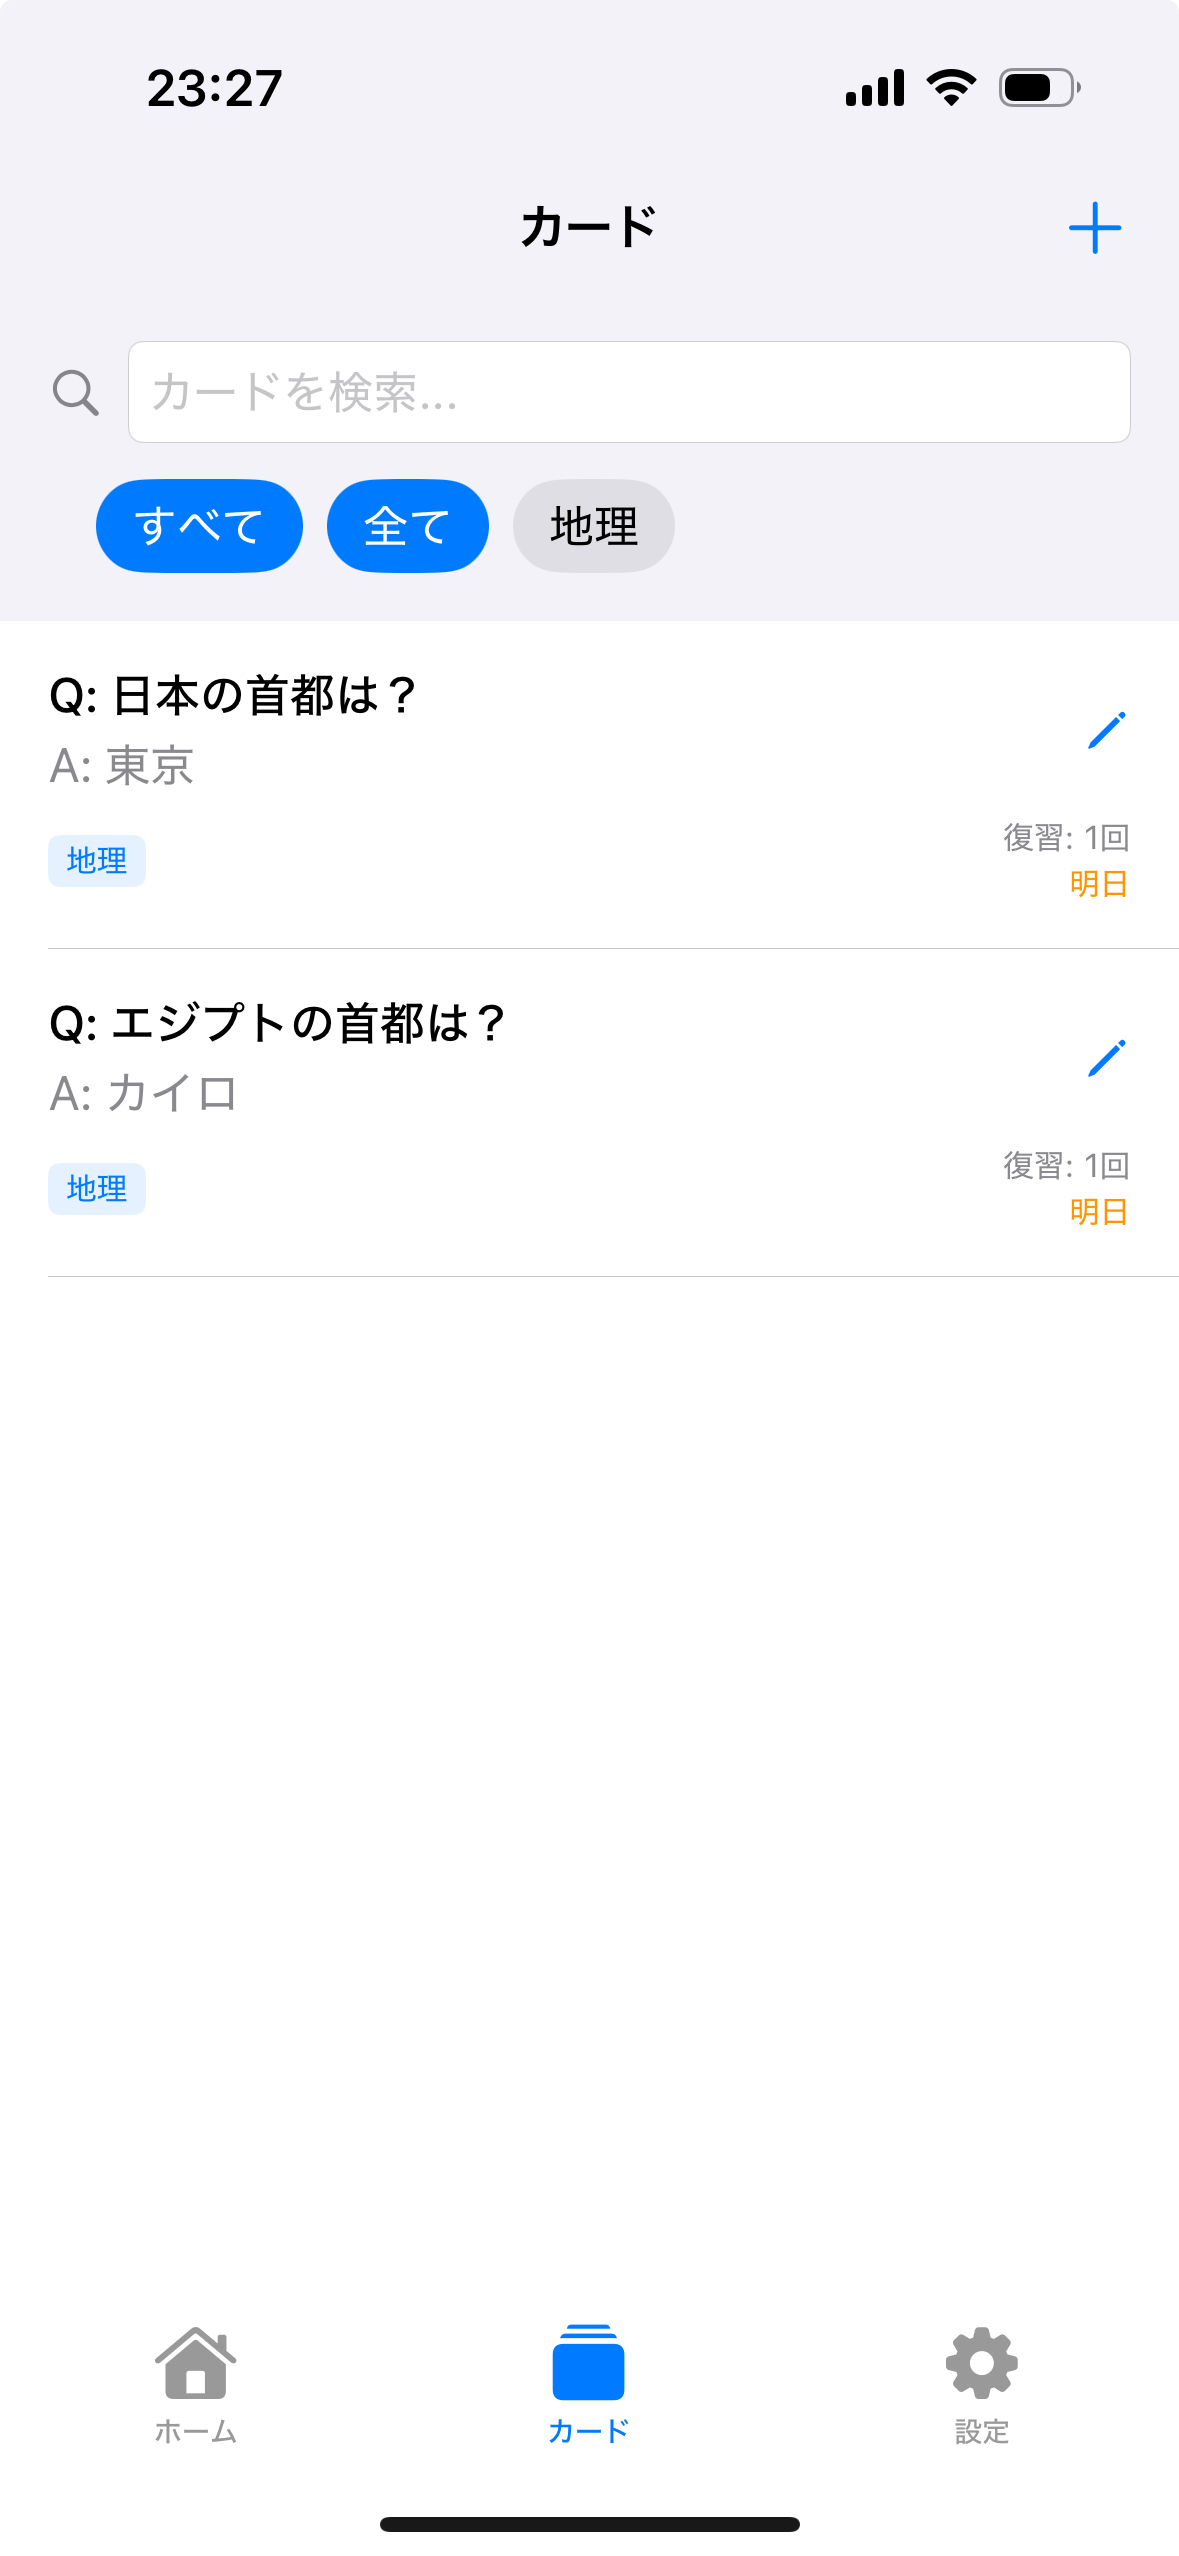 23:27
カード
カードを検索...
すべて 全て 地理
Q: 日本の首都は？
A: 東京
地理
復習: 1回
明日
Q: エジプトの首都は？
A: カイロ
地理
復習: 1回
明日
ホーム カード 設定